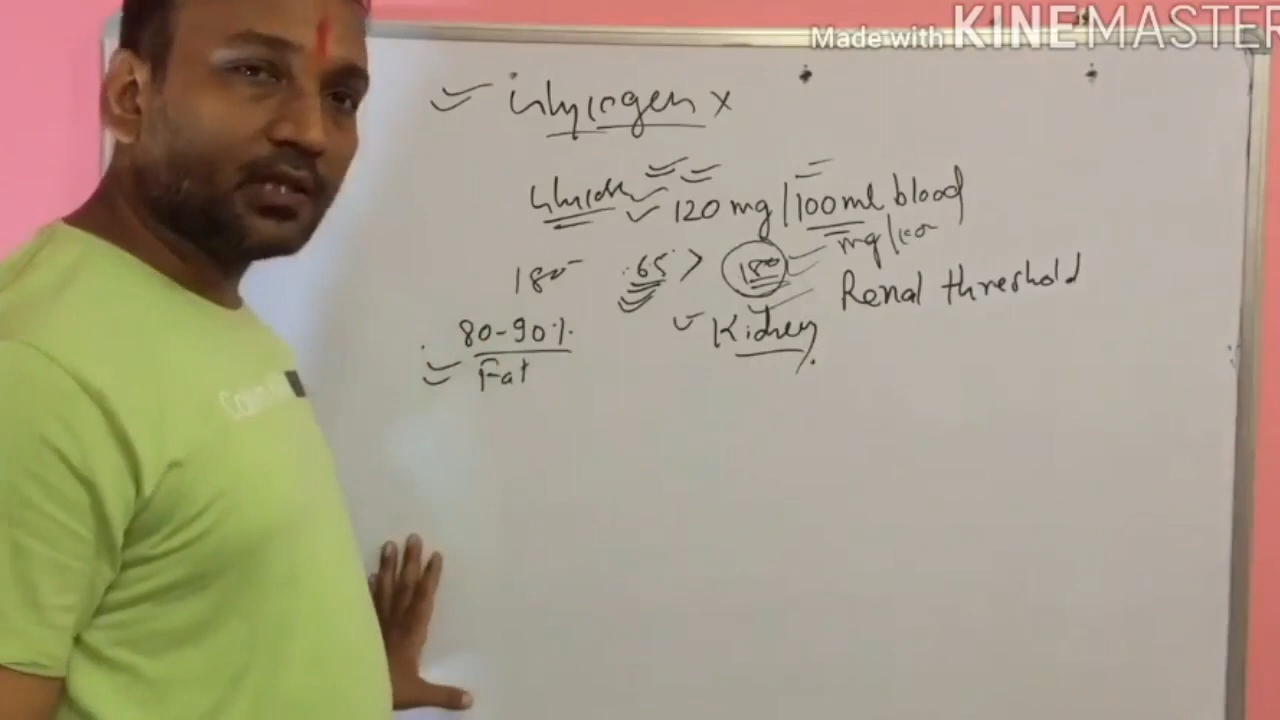 Made with KINEMASTER
Glycogen x
Glucose 120 mg/100ml blood
mg/100
180 65 > 180
Renal threshold
Kidney
80-90%
Fat